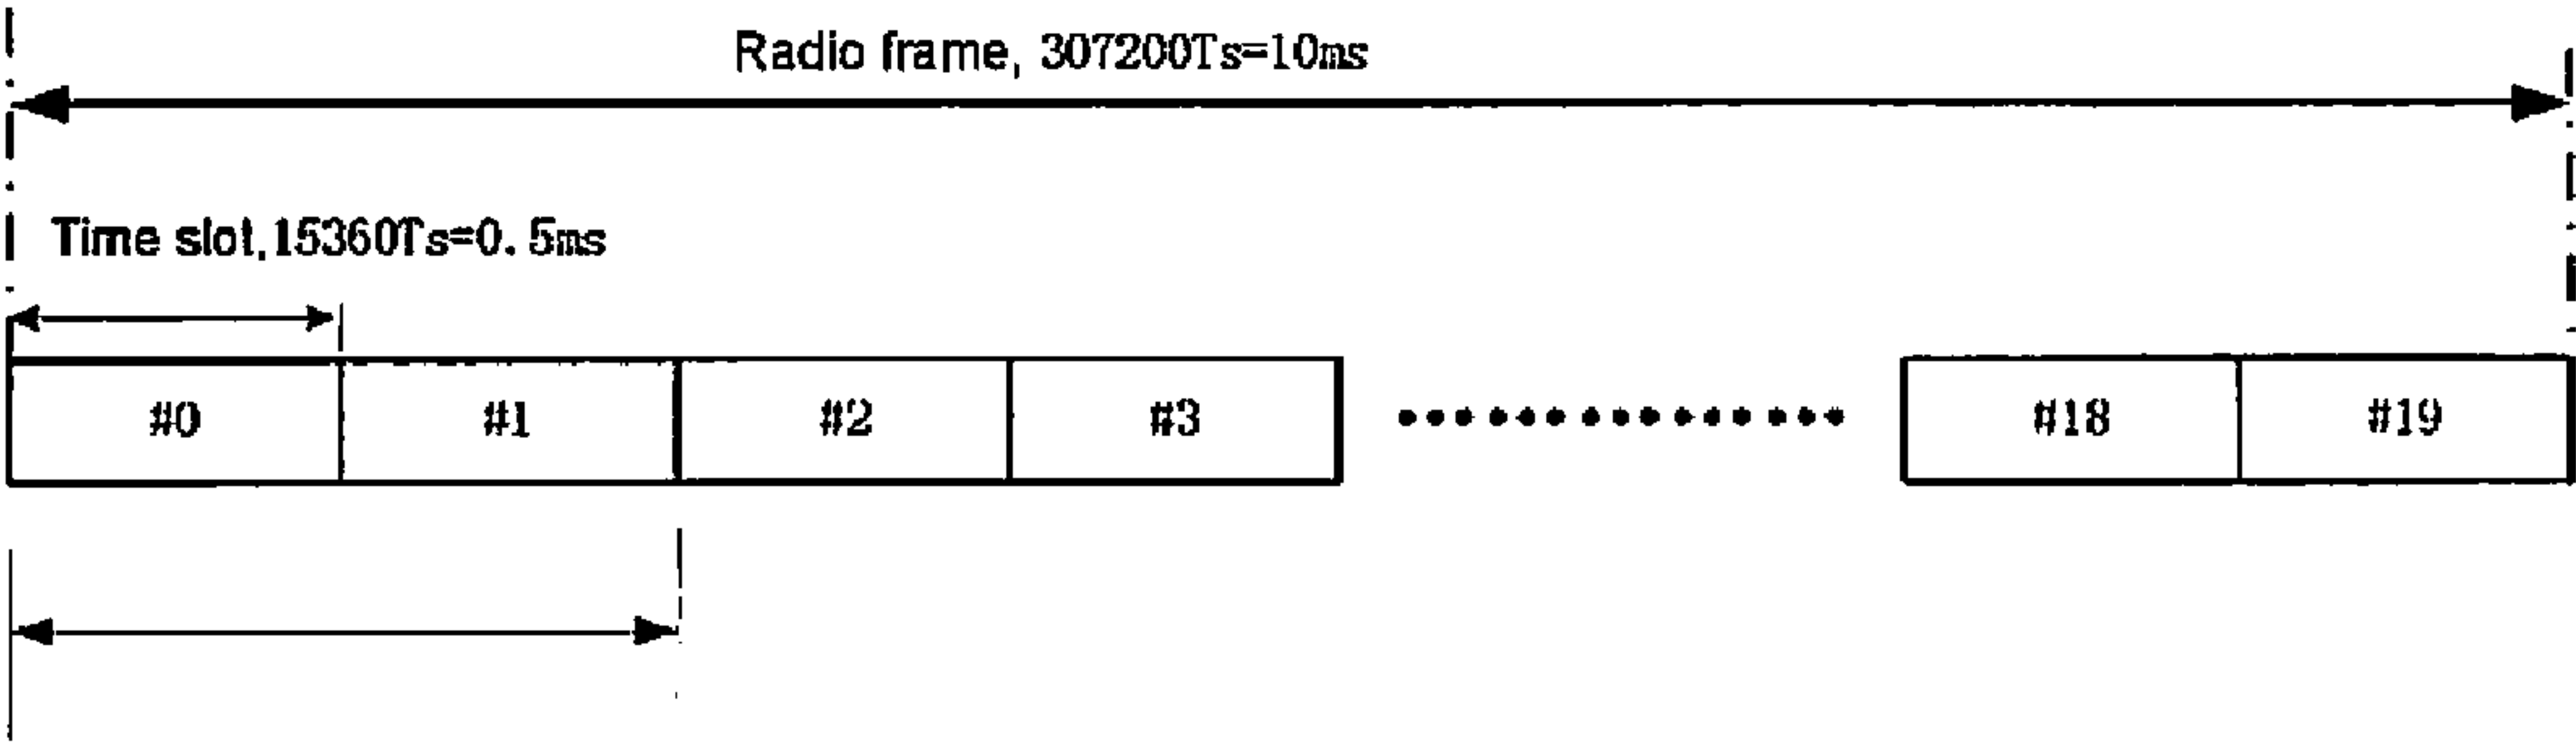 Radio frame, 307200Ts=10ms
Time slot,15360Ts=0.5ms
#0 #1 #2 #3 #18 #19